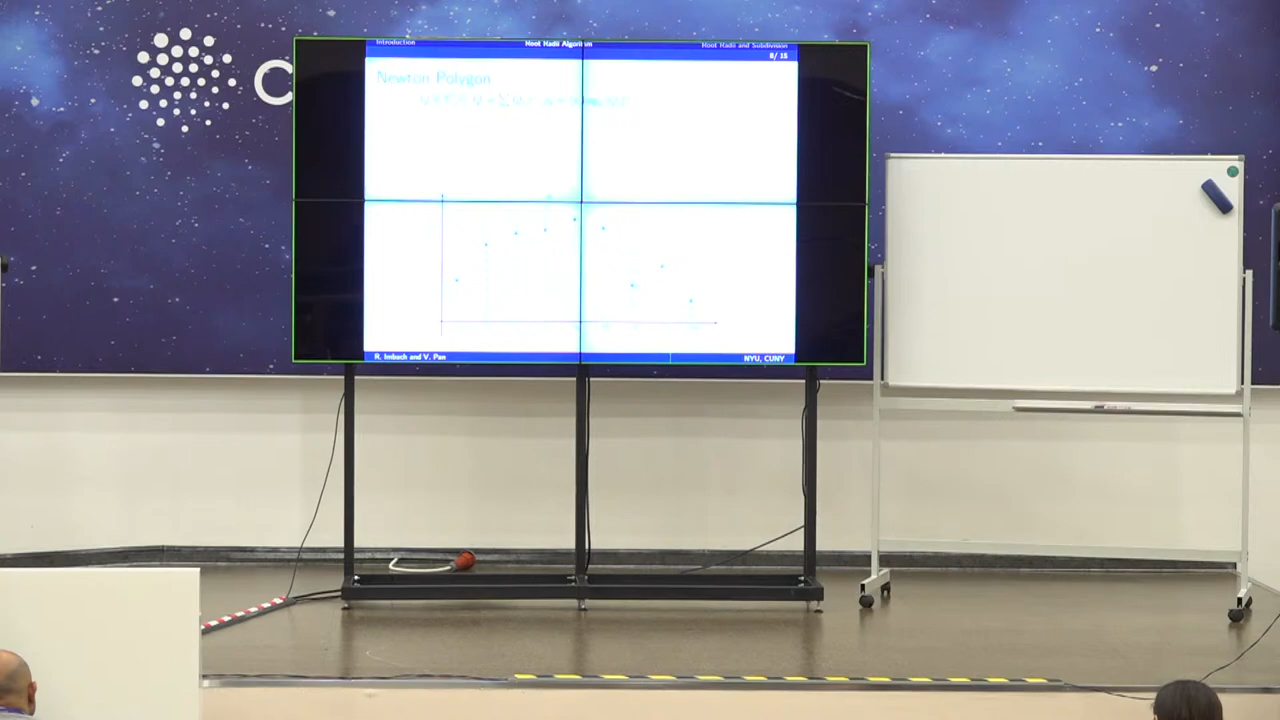 C
Introduction
Root Radii Algorithm
Root Radii and Subdivision
8/ 15
Newton Polygon
R. Imbach and V. Pan
NYU, CUNY